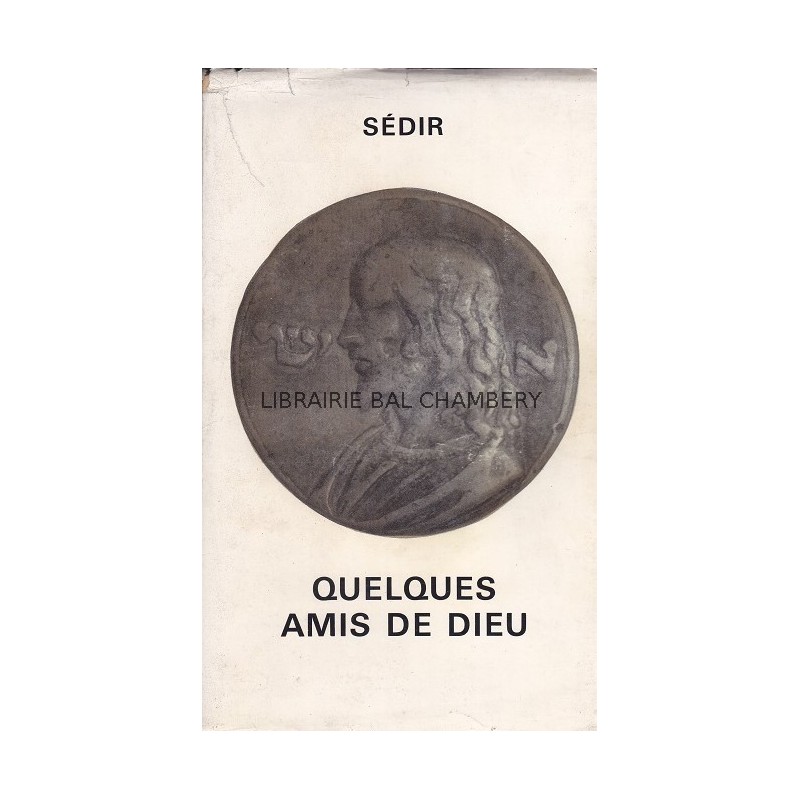 SÉDIR
LIBRAIRIE BAL CHAMBERY
QUELQUES
AMIS DE DIEU